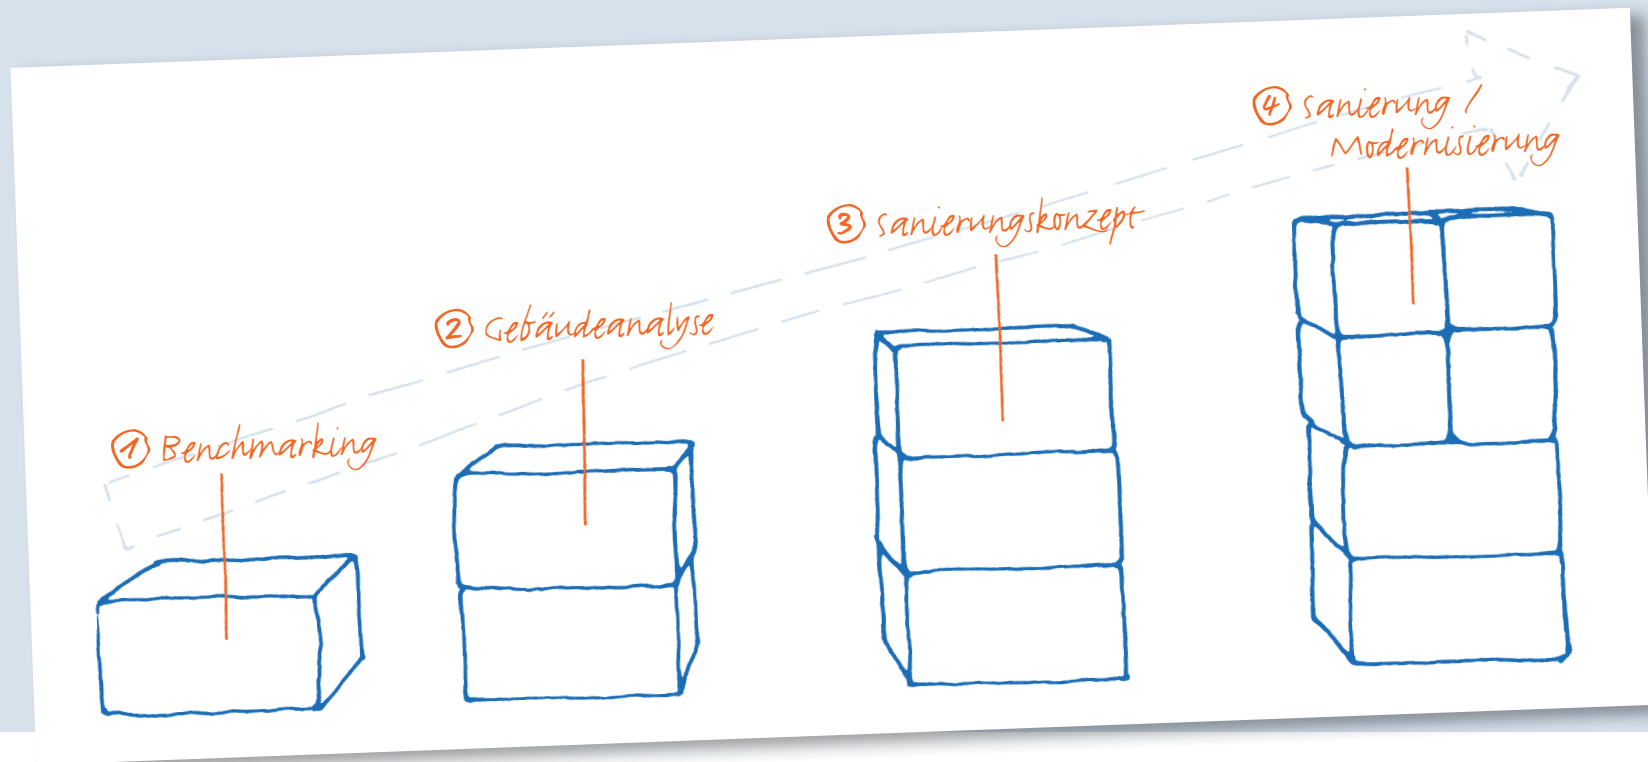 ① Benchmarking
② Gebäudeanalyse
③ Sanierungskonzept
④ Sanierung /
Modernisierung